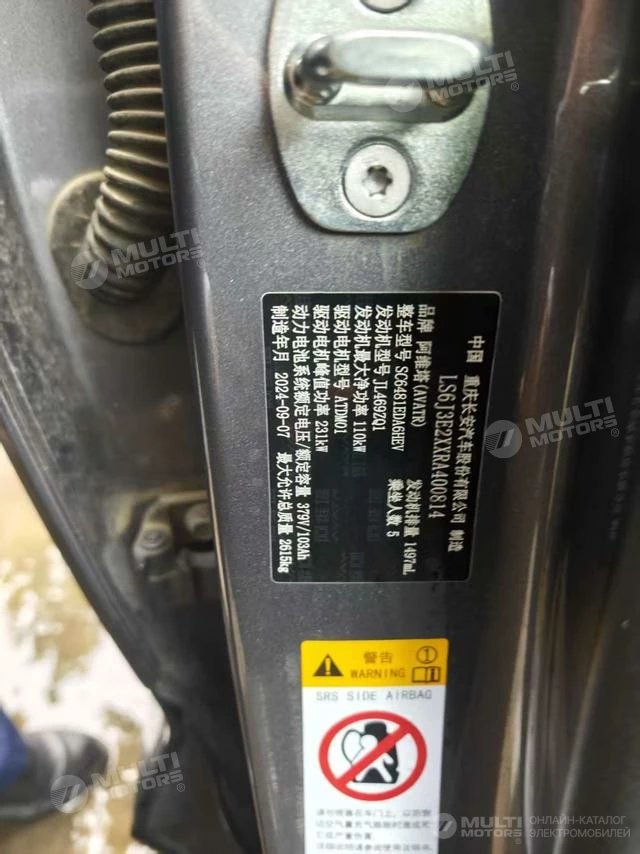 MULTI
MOTORS
MULTI
MOTORS
中国 重庆长安汽车股份有限公司 制造
LS6J3E2XXRA400814
品牌 阿维塔(AVATR)
整车型号 SC6481EDA6HEV 发动机排量 1497mL
发动机型号 JL469ZQ1 乘坐人数 5
发动机最大净功率 110kW
驱动电机型号 ATDM01
驱动电机峰值功率 231kW
动力电池系统额定电压/额定容量 379V/103Ah
制造年月 2024-09-07 最大允许总质量 2615kg
MULTI
MOTORS
警告
WARNING
1
SRS SIDE AIRBAG
MULTI
MOTORS
MULTI
MOTORS
ОНЛАЙН-КАТАЛОГ
ЭЛЕКТРОМОБИЛЕЙ